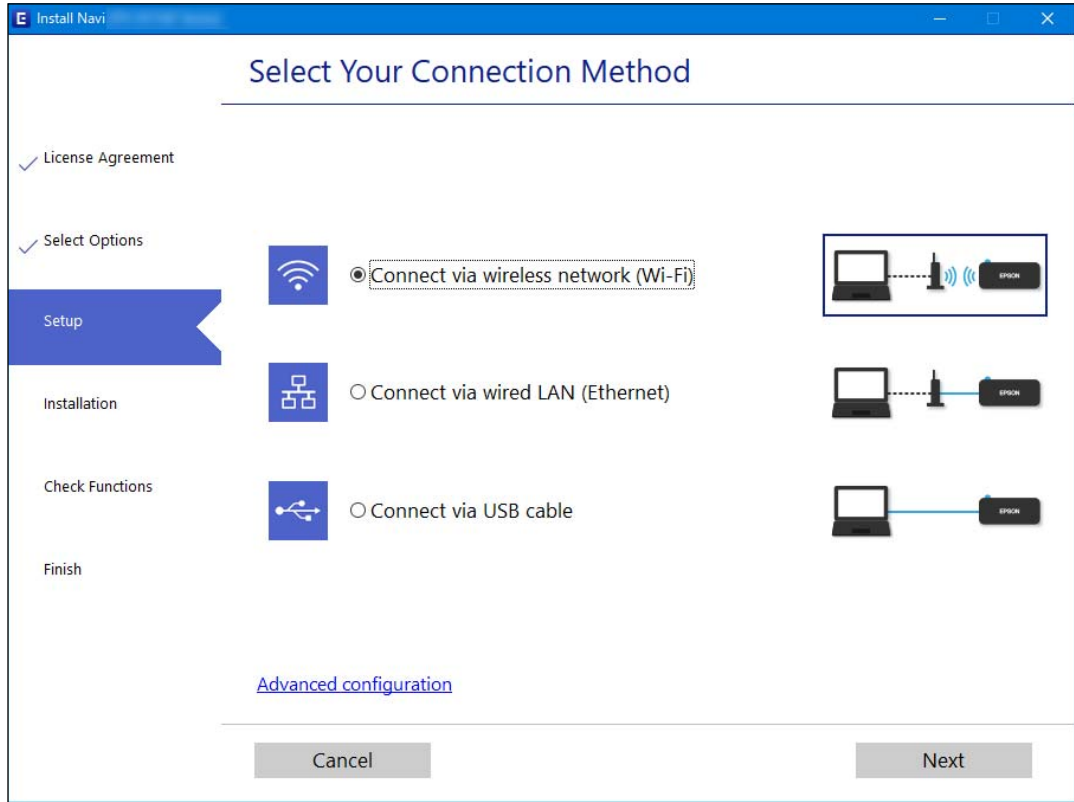 E Install Navi
Select Your Connection Method
License Agreement
Select Options
Setup
Installation
Check Functions
Finish
Connect via wireless network (Wi-Fi)
EPSON
Connect via wired LAN (Ethernet)
EPSON
Connect via USB cable
EPSON
Advanced configuration
Cancel
Next